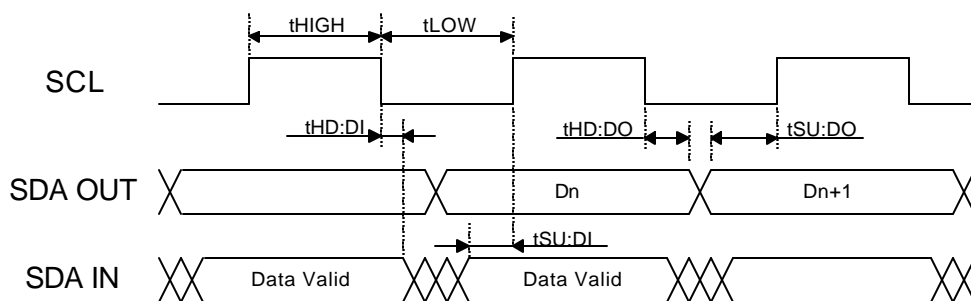 tHIGH tLOW
SCL
tHD:DI tHD:DO tSU:DO
SDA OUT Dn Dn+1
tSU:DI
SDA IN Data Valid Data Valid